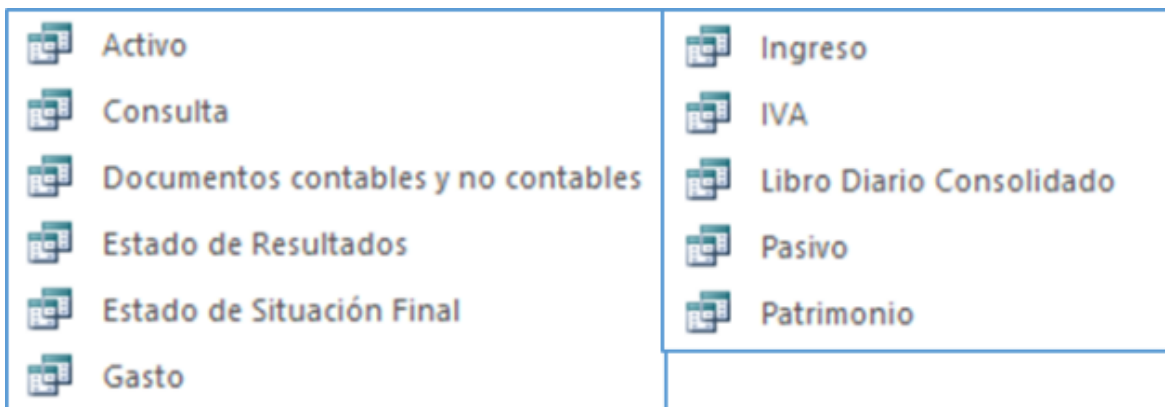 Activo
Consulta
Documentos contables y no contables
Estado de Resultados
Estado de Situación Final
Gasto
Ingreso
IVA
Libro Diario Consolidado
Pasivo
Patrimonio